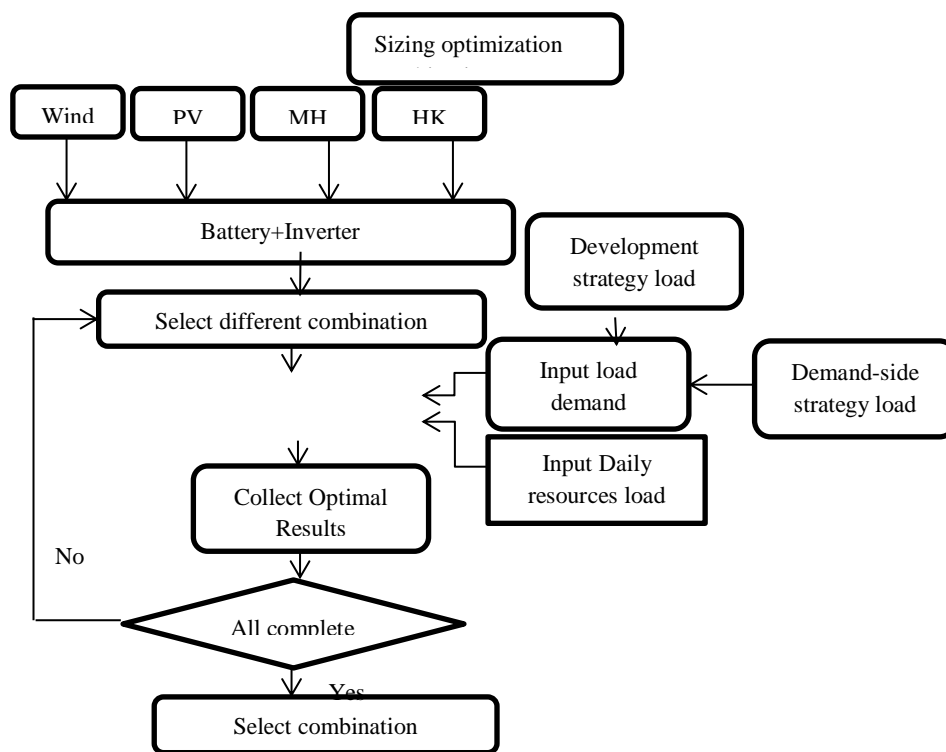 Sizing optimization
Wind
PV
MH
HK
Battery+Inverter
Development
strategy load
Select different combination
Input load
demand
Demand-side
strategy load
Input Daily
resources load
Collect Optimal
Results
No
All complete
Yes
Select combination